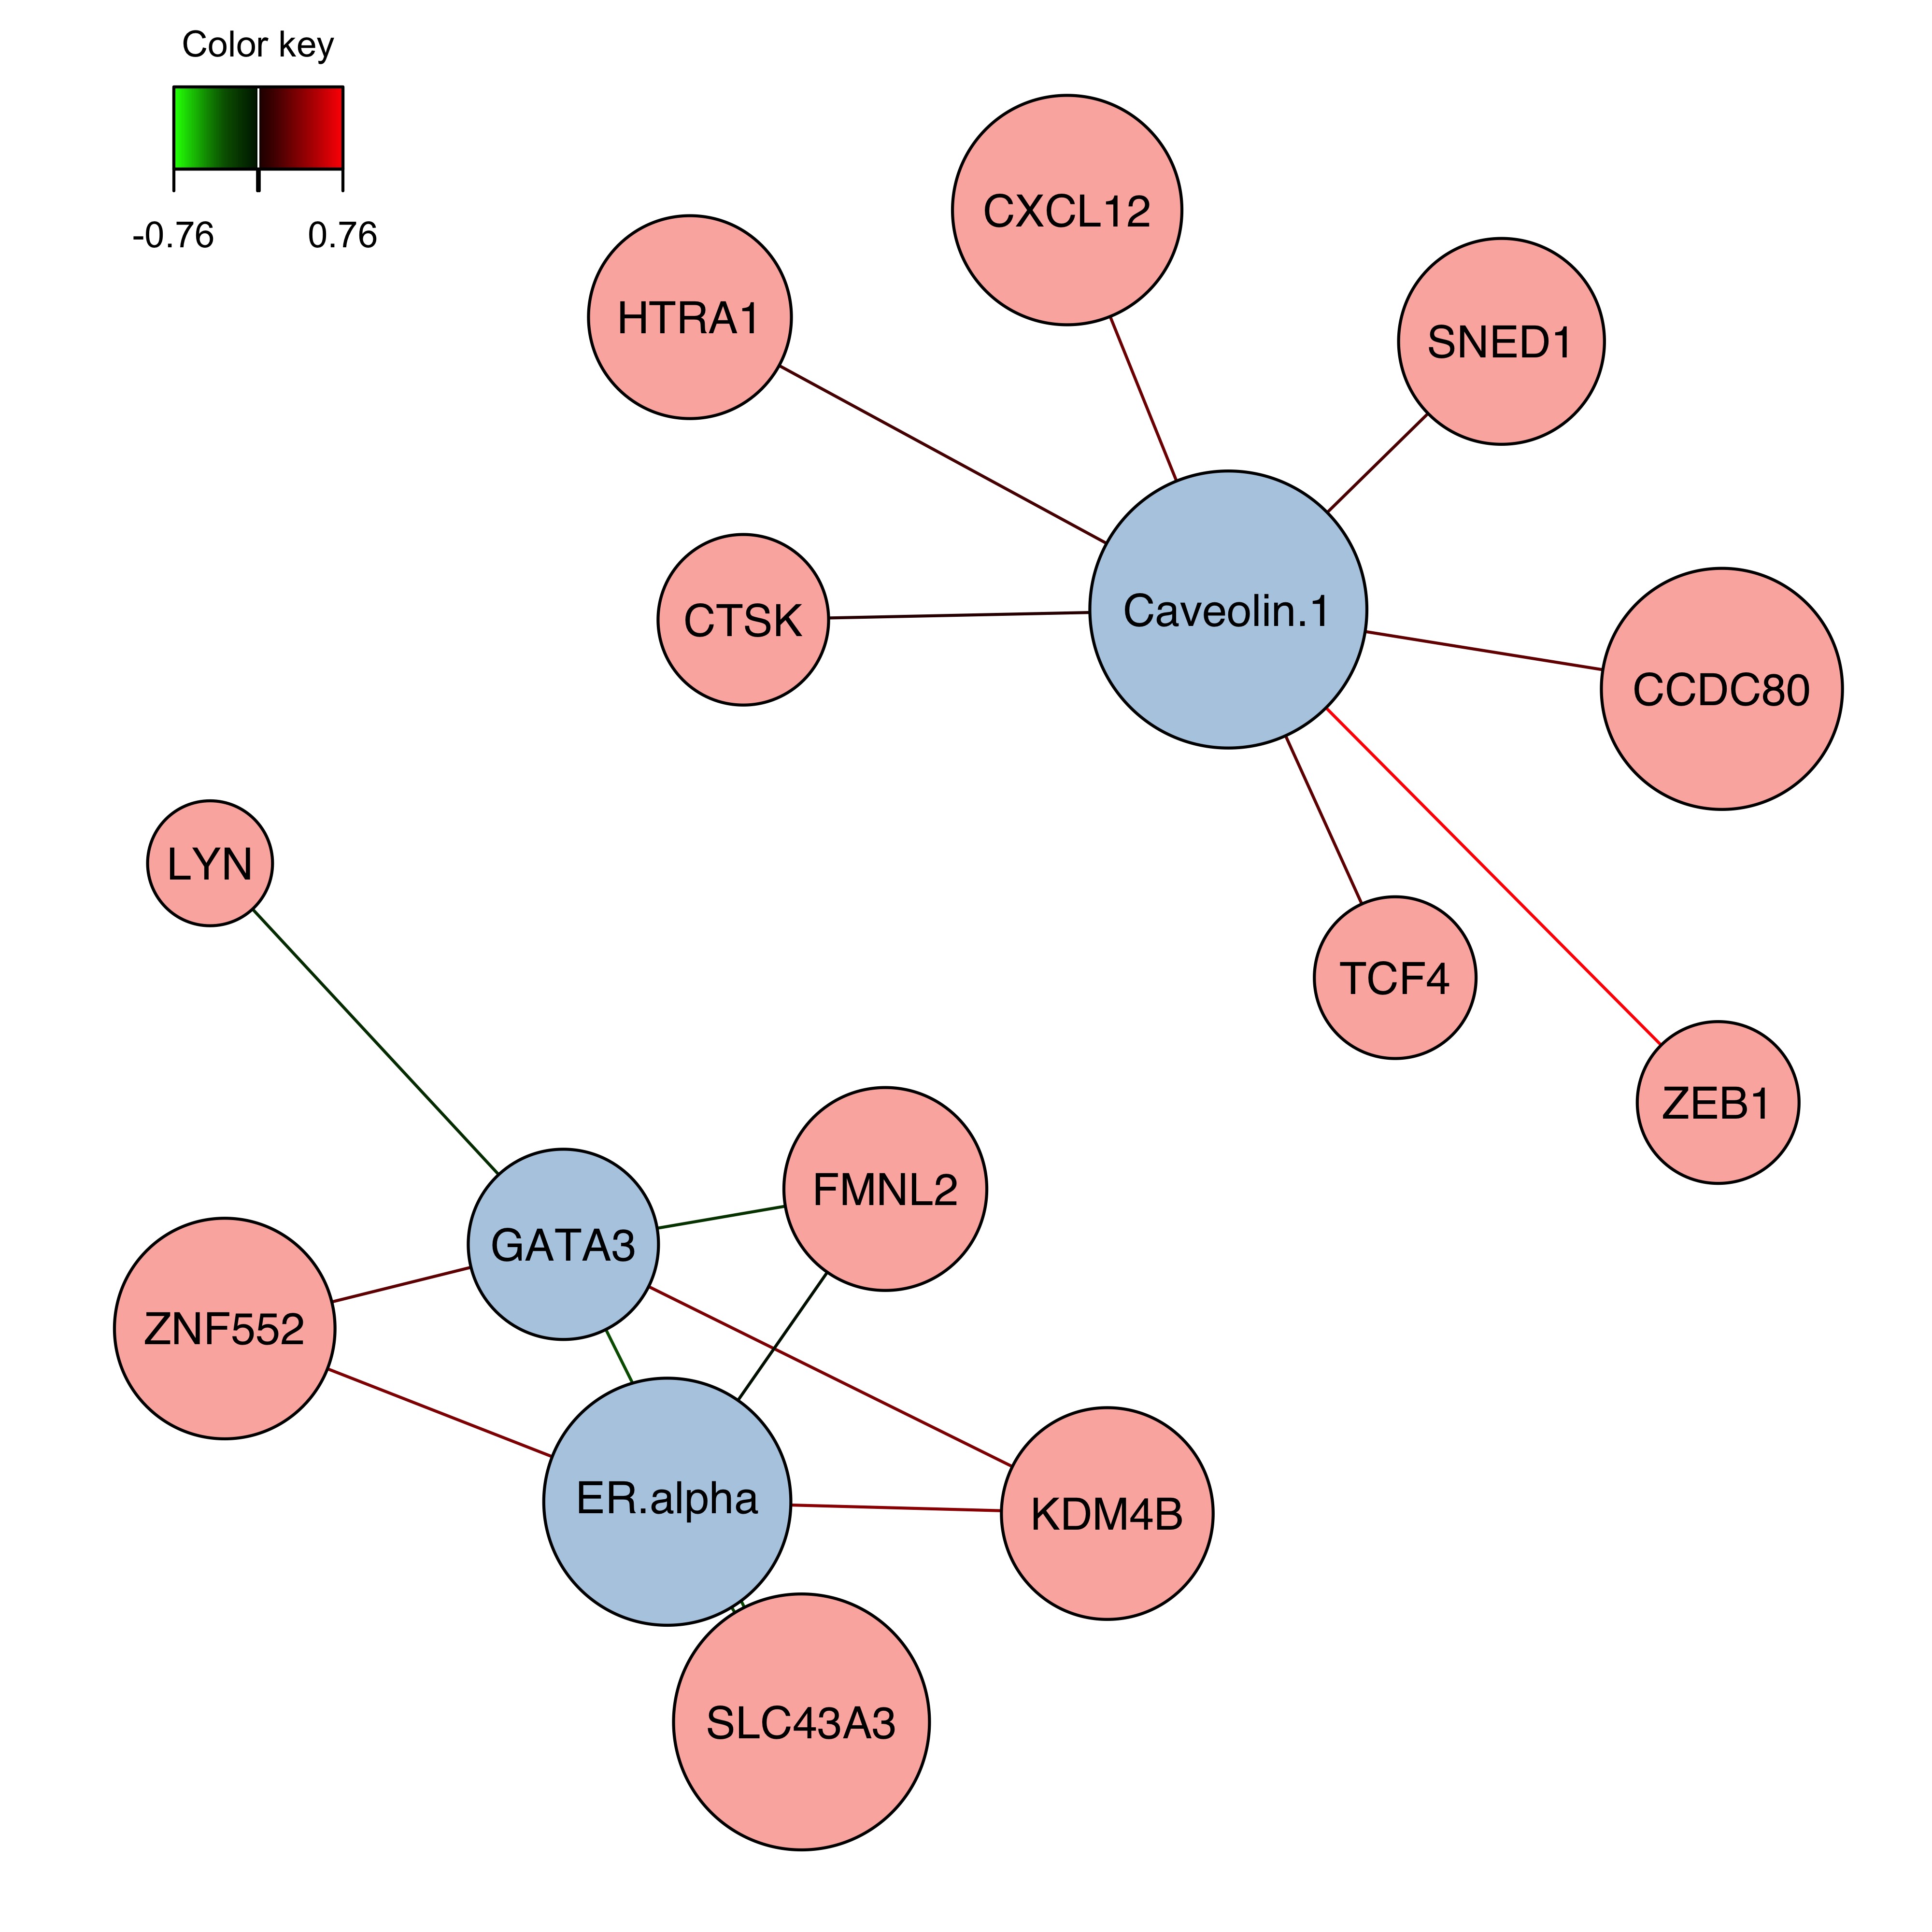 Color key
-0.76 0.76
CXCL12
HTRA1
SNED1
Caveolin.1
CTSK
CCDC80
LYN
TCF4
ZEB1
FMNL2
GATA3
ZNF552
ER.alpha
KDM4B
SLC43A3